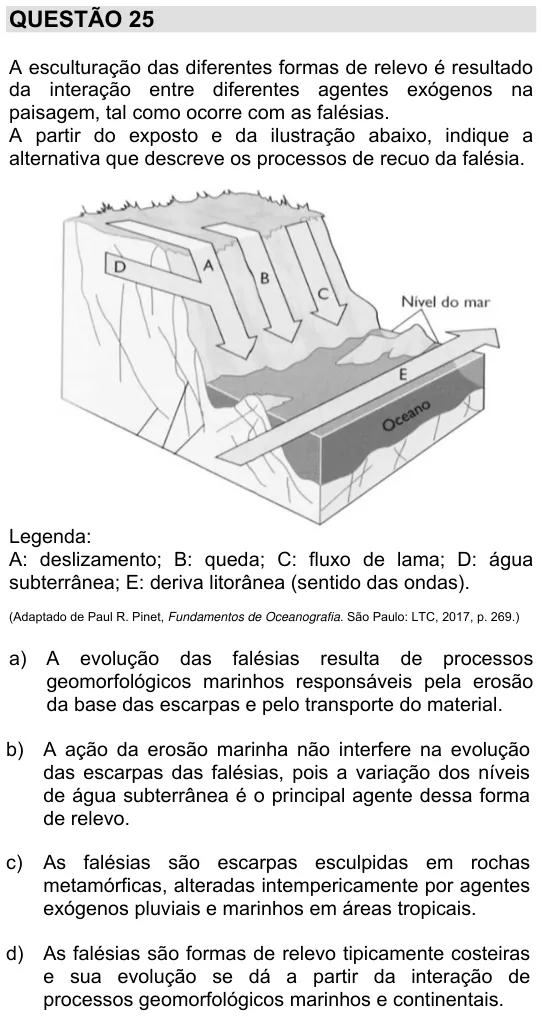 QUESTÃO 25
A esculturação das diferentes formas de relevo é resultado
da interação entre diferentes agentes exógenos na
paisagem, tal como ocorre com as falésias.
A partir do exposto e da ilustração abaixo, indique a
alternativa que descreve os processos de recuo da falésia.
D
A
B
C
Nível do mar
E
Oceano
Legenda:
A: deslizamento; B: queda; C: fluxo de lama; D: água
subterrânea; E: deriva litorânea (sentido das ondas).
(Adaptado de Paul R. Pinet, Fundamentos de Oceanografia. São Paulo: LTC, 2017, p. 269.)
a) A evolução das falésias resulta de processos
geomorfológicos marinhos responsáveis pela erosão
da base das escarpas e pelo transporte do material.
b) A ação da erosão marinha não interfere na evolução
das escarpas das falésias, pois a variação dos níveis
de água subterrânea é o principal agente dessa forma
de relevo.
c) As falésias são escarpas esculpidas em rochas
metamórficas, alteradas intempericamente por agentes
exógenos pluviais e marinhos em áreas tropicais.
d) As falésias são formas de relevo tipicamente costeiras
e sua evolução se dá a partir da interação de
processos geomorfológicos marinhos e continentais.